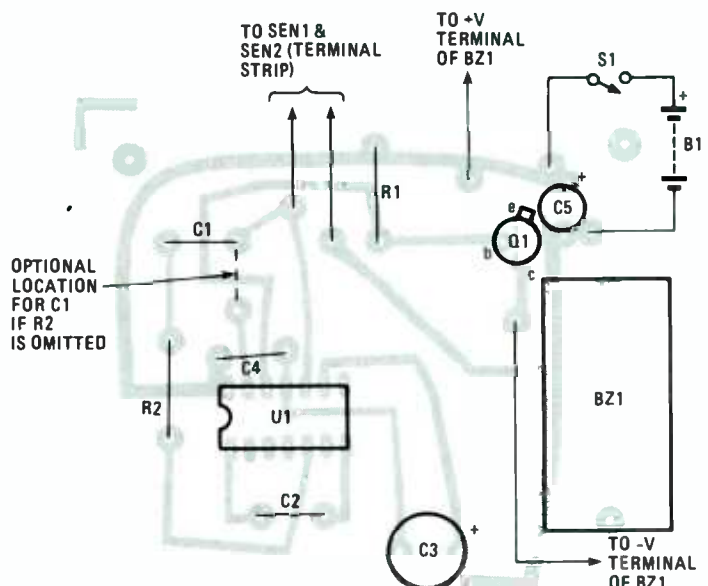 TO SEN1 &
SEN2 (TERMINAL
STRIP)
TO +V
TERMINAL
OF BZ1
S1
+
B1
R1
+
C5
e
Q1
b
c
C1
OPTIONAL
LOCATION
FOR C1
IF R2
IS OMITTED
C4
R2
U1
BZ1
C2
C3
+
TO -V
TERMINAL
OF BZ1